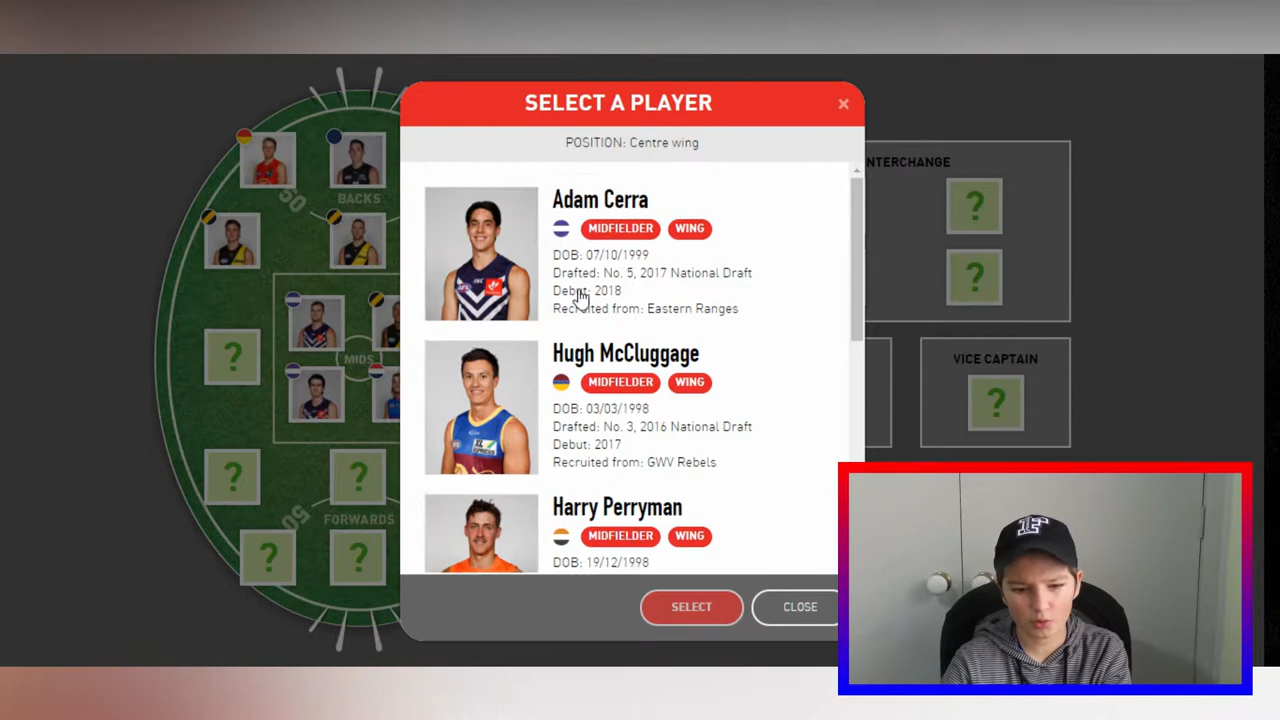 SELECT A PLAYER
×
POSITION: Centre wing
Adam Cerra
MIDFIELDER WING
DOB: 07/10/1999
Drafted: No. 5, 2017 National Draft
Debut: 2018
Recruited from: Eastern Ranges
Hugh McCluggage
MIDFIELDER WING
DOB: 03/03/1998
Drafted: No. 3, 2016 National Draft
Debut: 2017
Recruited from: GWV Rebels
Harry Perryman
MIDFIELDER WING
DOB: 19/12/1998
SELECT
CLOSE
50
BACKS
?
MIDS
? ?
50
FORWARDS
? ?
NTERCHANGE
?
?
VICE CAPTAIN
?
F